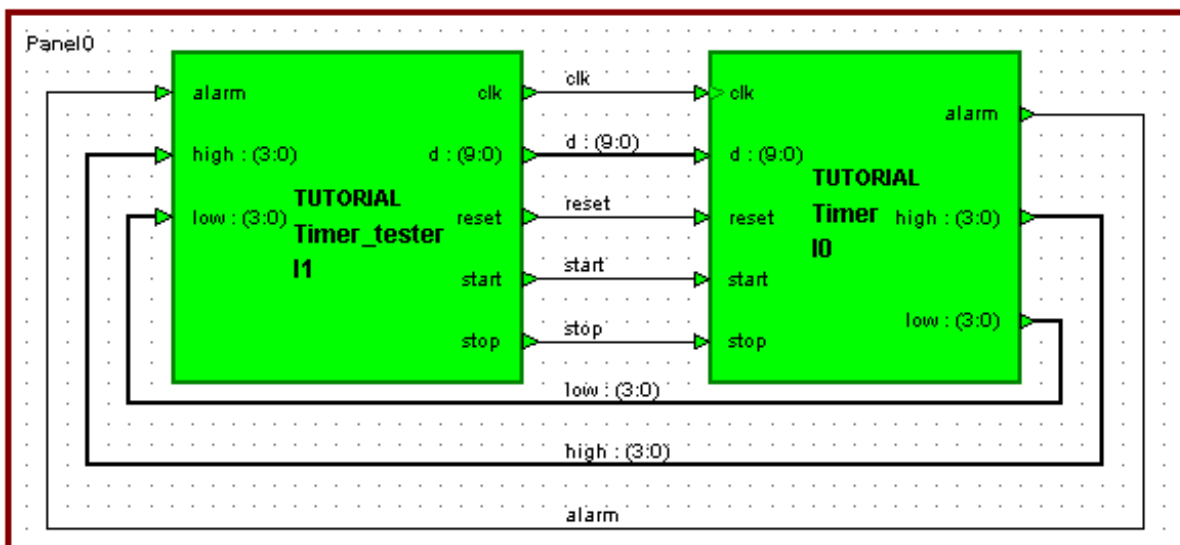 Panel0
alarm
high : (3:0)
low : (3:0)
TUTORIAL
Timer_tester
I1
clk
d : (9:0)
reset
start
stop
clk
d : (9:0)
reset
start
stop
clk
d : (9:0)
reset
start
stop
TUTORIAL
Timer
I0
alarm
high : (3:0)
low : (3:0)
low : (3:0)
high : (3:0)
alarm